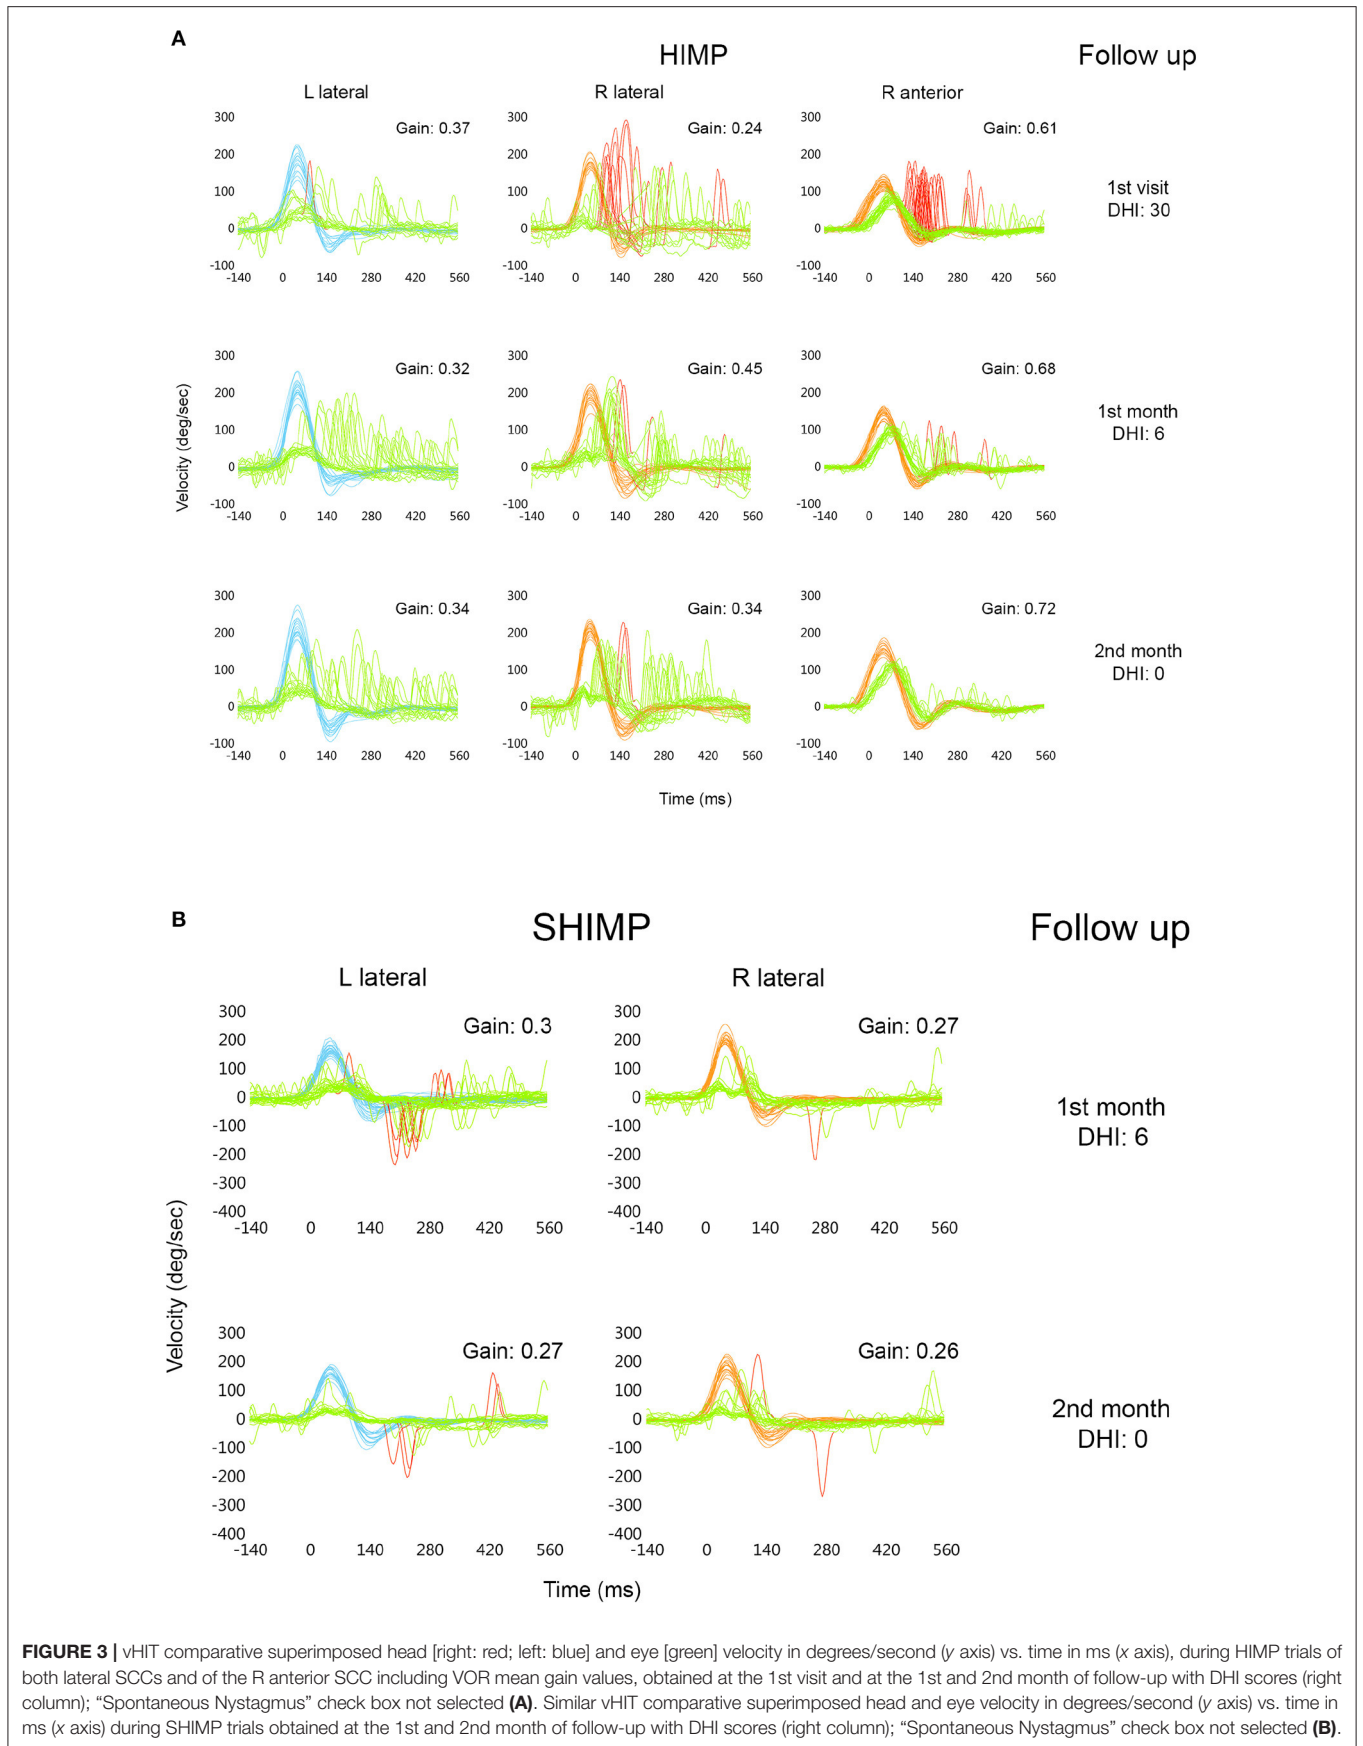 A
HIMP
Follow up
L lateral
R lateral
R anterior
300
200
100
0
-100
-140 0 140 280 420 560
Gain: 0.37
300
200
100
0
-100
-140 0 140 280 420 560
Gain: 0.24
300
200
100
0
-100
-140 0 140 280 420 560
Gain: 0.61
1st visit
DHI: 30
Velocity (deg/sec)
300
200
100
0
-100
-140 0 140 280 420 560
Gain: 0.32
300
200
100
0
-100
-140 0 140 280 420 560
Gain: 0.45
300
200
100
0
-100
-140 0 140 280 420 560
Gain: 0.68
1st month
DHI: 6
300
200
100
0
-100
-140 0 140 280 420 560
Gain: 0.34
300
200
100
0
-100
-140 0 140 280 420 560
Gain: 0.34
300
200
100
0
-100
-140 0 140 280 420 560
Gain: 0.72
2nd month
DHI: 0
Time (ms)
B
SHIMP
Follow up
L lateral
R lateral
300
200
100
0
-100
-200
-300
-400
-140 0 140 280 420 560
Gain: 0.3
300
200
100
0
-100
-200
-300
-400
-140 0 140 280 420 560
Gain: 0.27
1st month
DHI: 6
Velocity (deg/sec)
300
200
100
0
-100
-200
-300
-400
-140 0 140 280 420 560
Gain: 0.27
300
200
100
0
-100
-200
-300
-400
-140 0 140 280 420 560
Gain: 0.26
2nd month
DHI: 0
Time (ms)
FIGURE 3 | vHIT comparative superimposed head [right: red; left: blue] and eye [green] velocity in degrees/second (y axis) vs. time in ms (x axis), during HIMP trials of
both lateral SCCs and of the R anterior SCC including VOR mean gain values, obtained at the 1st visit and at the 1st and 2nd month of follow-up with DHI scores (right
column); “Spontaneous Nystagmus” check box not selected (A). Similar vHIT comparative superimposed head and eye velocity in degrees/second (y axis) vs. time in
ms (x axis) during SHIMP trials obtained at the 1st and 2nd month of follow-up with DHI scores (right column); “Spontaneous Nystagmus” check box not selected (B).